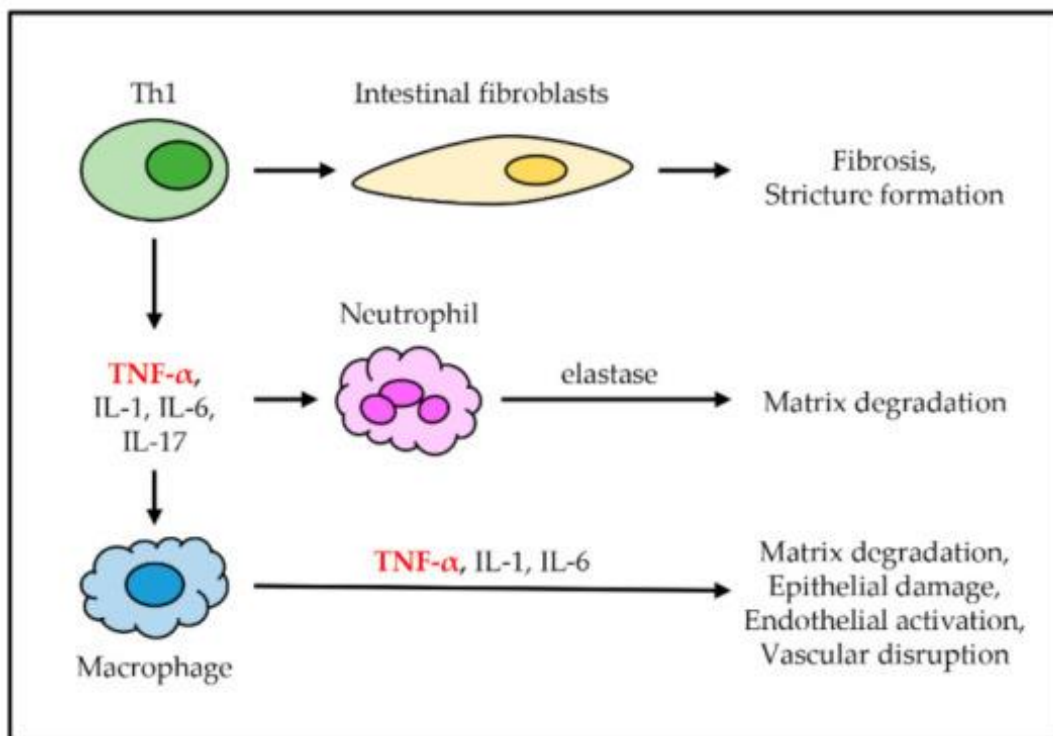 Th1
Intestinal fibroblasts
Fibrosis,
Stricture formation
Neutrophil
TNF-α,
IL-1, IL-6,
IL-17
elastase
Matrix degradation
TNF-α, IL-1, IL-6
Macrophage
Matrix degradation,
Epithelial damage,
Endothelial activation,
Vascular disruption